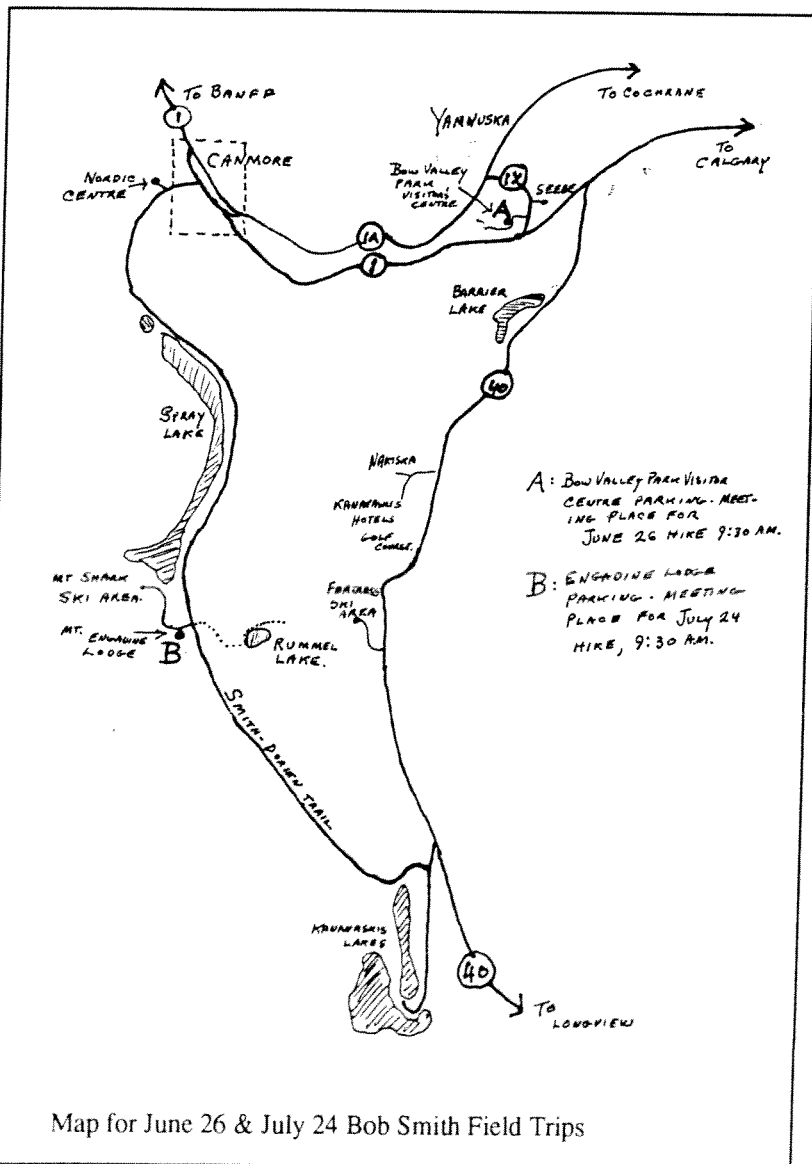 TO BANFF
1
TO COCHRANE
YAMNUSKA
TO
CALGARY
CANMORE
NORDIC
CENTRE
BOW VALLEY
PARK
VISITOR'S
CENTRE
1X
SEEBE
A
1A
1
BARRIER
LAKE
40
SPRAY
LAKE
NAKISKA
KANANASKIS
HOTELS
GOLF
COURSE.
A: BOW VALLEY PARK VISITOR
CENTRE PARKING. MEET-
ING PLACE FOR
JUNE 26 HIKE 9:30 AM.
MT SHARK
SKI AREA.
FORTRESS
SKI
AREA
B: ENGADINE LODGE
PARKING. MEETING
PLACE FOR JULY 24
HIKE, 9:30 AM.
MT. ENGADINE
LODGE
B
RUMMEL
LAKE.
SMITH-DORIEN TRAIL
KANANASKIS
LAKES
40
TO
LONGVIEW
Map for June 26 & July 24 Bob Smith Field Trips